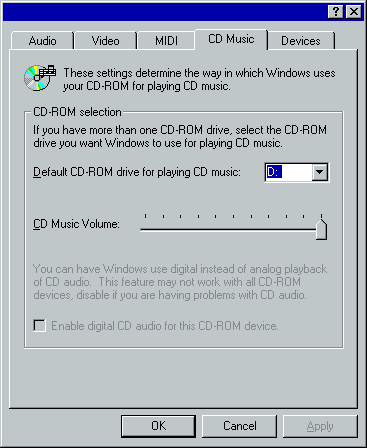 Audio Video MIDI CD Music Devices
These settings determine the way in which Windows uses
your CD-ROM for playing CD music.
CD-ROM selection
If you have more than one CD-ROM drive, select the CD-ROM
drive you want Windows to use for playing CD music.
Default CD-ROM drive for playing CD music: D:
CD Music Volume:
You can have Windows use digital instead of analog playback
of CD audio. This feature may not work with all CD-ROM
devices, disable if you are having problems with CD audio.
Enable digital CD audio for this CD-ROM device.
OK Cancel Apply